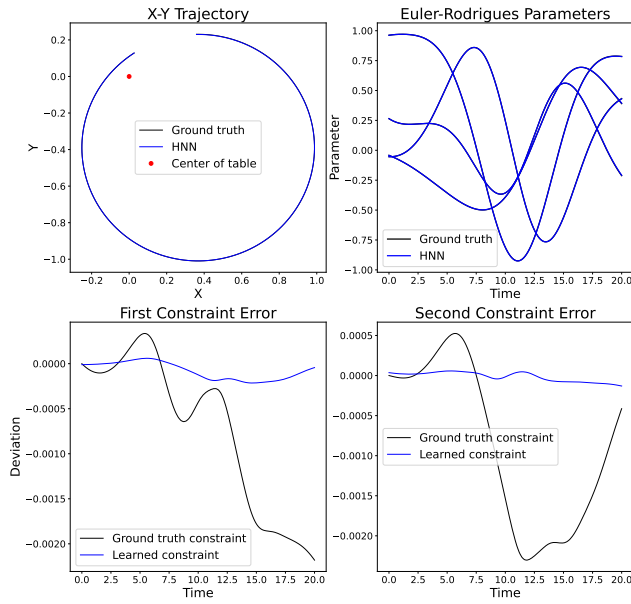 X-Y Trajectory
0.2
0.0
−0.2
−0.4
−0.6
−0.8
−1.0
Y
Ground truth
HNN
Center of table
−0.2 0.0 0.2 0.4 0.6 0.8 1.0
X
Euler-Rodrigues Parameters
1.00
0.75
0.50
0.25
0.00
−0.25
−0.50
−0.75
−1.00
Parameter
Ground truth
HNN
0.0 2.5 5.0 7.5 10.0 12.5 15.0 17.5 20.0
Time
First Constraint Error
0.0000
−0.0005
−0.0010
−0.0015
−0.0020
Deviation
Ground truth constraint
Learned constraint
0.0 2.5 5.0 7.5 10.0 12.5 15.0 17.5 20.0
Time
Second Constraint Error
0.0005
0.0000
−0.0005
−0.0010
−0.0015
−0.0020
Ground truth constraint
Learned constraint
0.0 2.5 5.0 7.5 10.0 12.5 15.0 17.5 20.0
Time